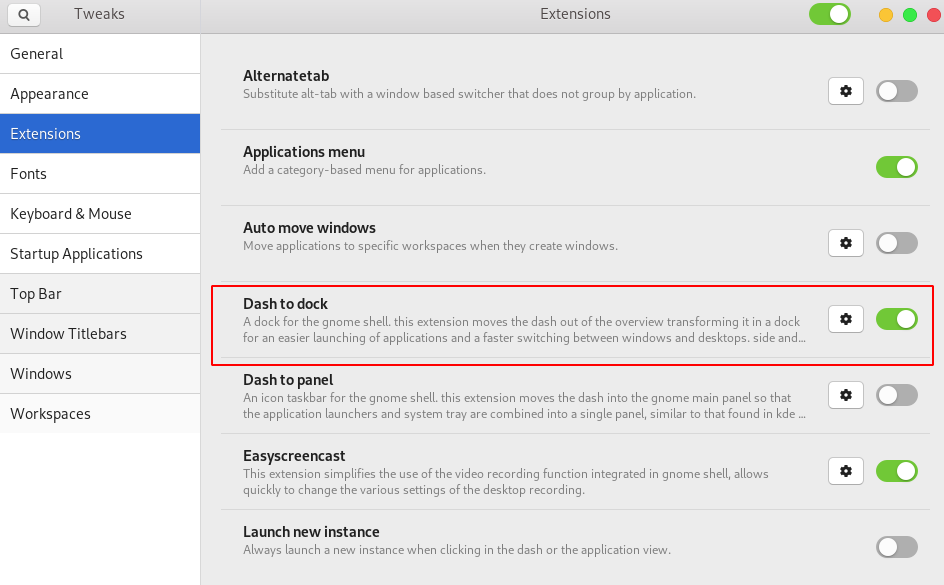 Tweaks
Extensions
General
Appearance
Extensions
Fonts
Keyboard & Mouse
Startup Applications
Top Bar
Window Titlebars
Windows
Workspaces
Alternatetab
Substitute alt-tab with a window based switcher that does not group by application.
Applications menu
Add a category-based menu for applications.
Auto move windows
Move applications to specific workspaces when they create windows.
Dash to dock
A dock for the gnome shell. this extension moves the dash out of the overview transforming it in a dock
for an easier launching of applications and a faster switching between windows and desktops. side and...
Dash to panel
An icon taskbar for the gnome shell. this extension moves the dash into the gnome main panel so that
the application launchers and system tray are combined into a single panel, similar to that found in kde ...
Easyscreencast
This extension simplifies the use of the video recording function integrated in gnome shell, allows
quickly to change the various settings of the desktop recording.
Launch new instance
Always launch a new instance when clicking in the dash or the application view.